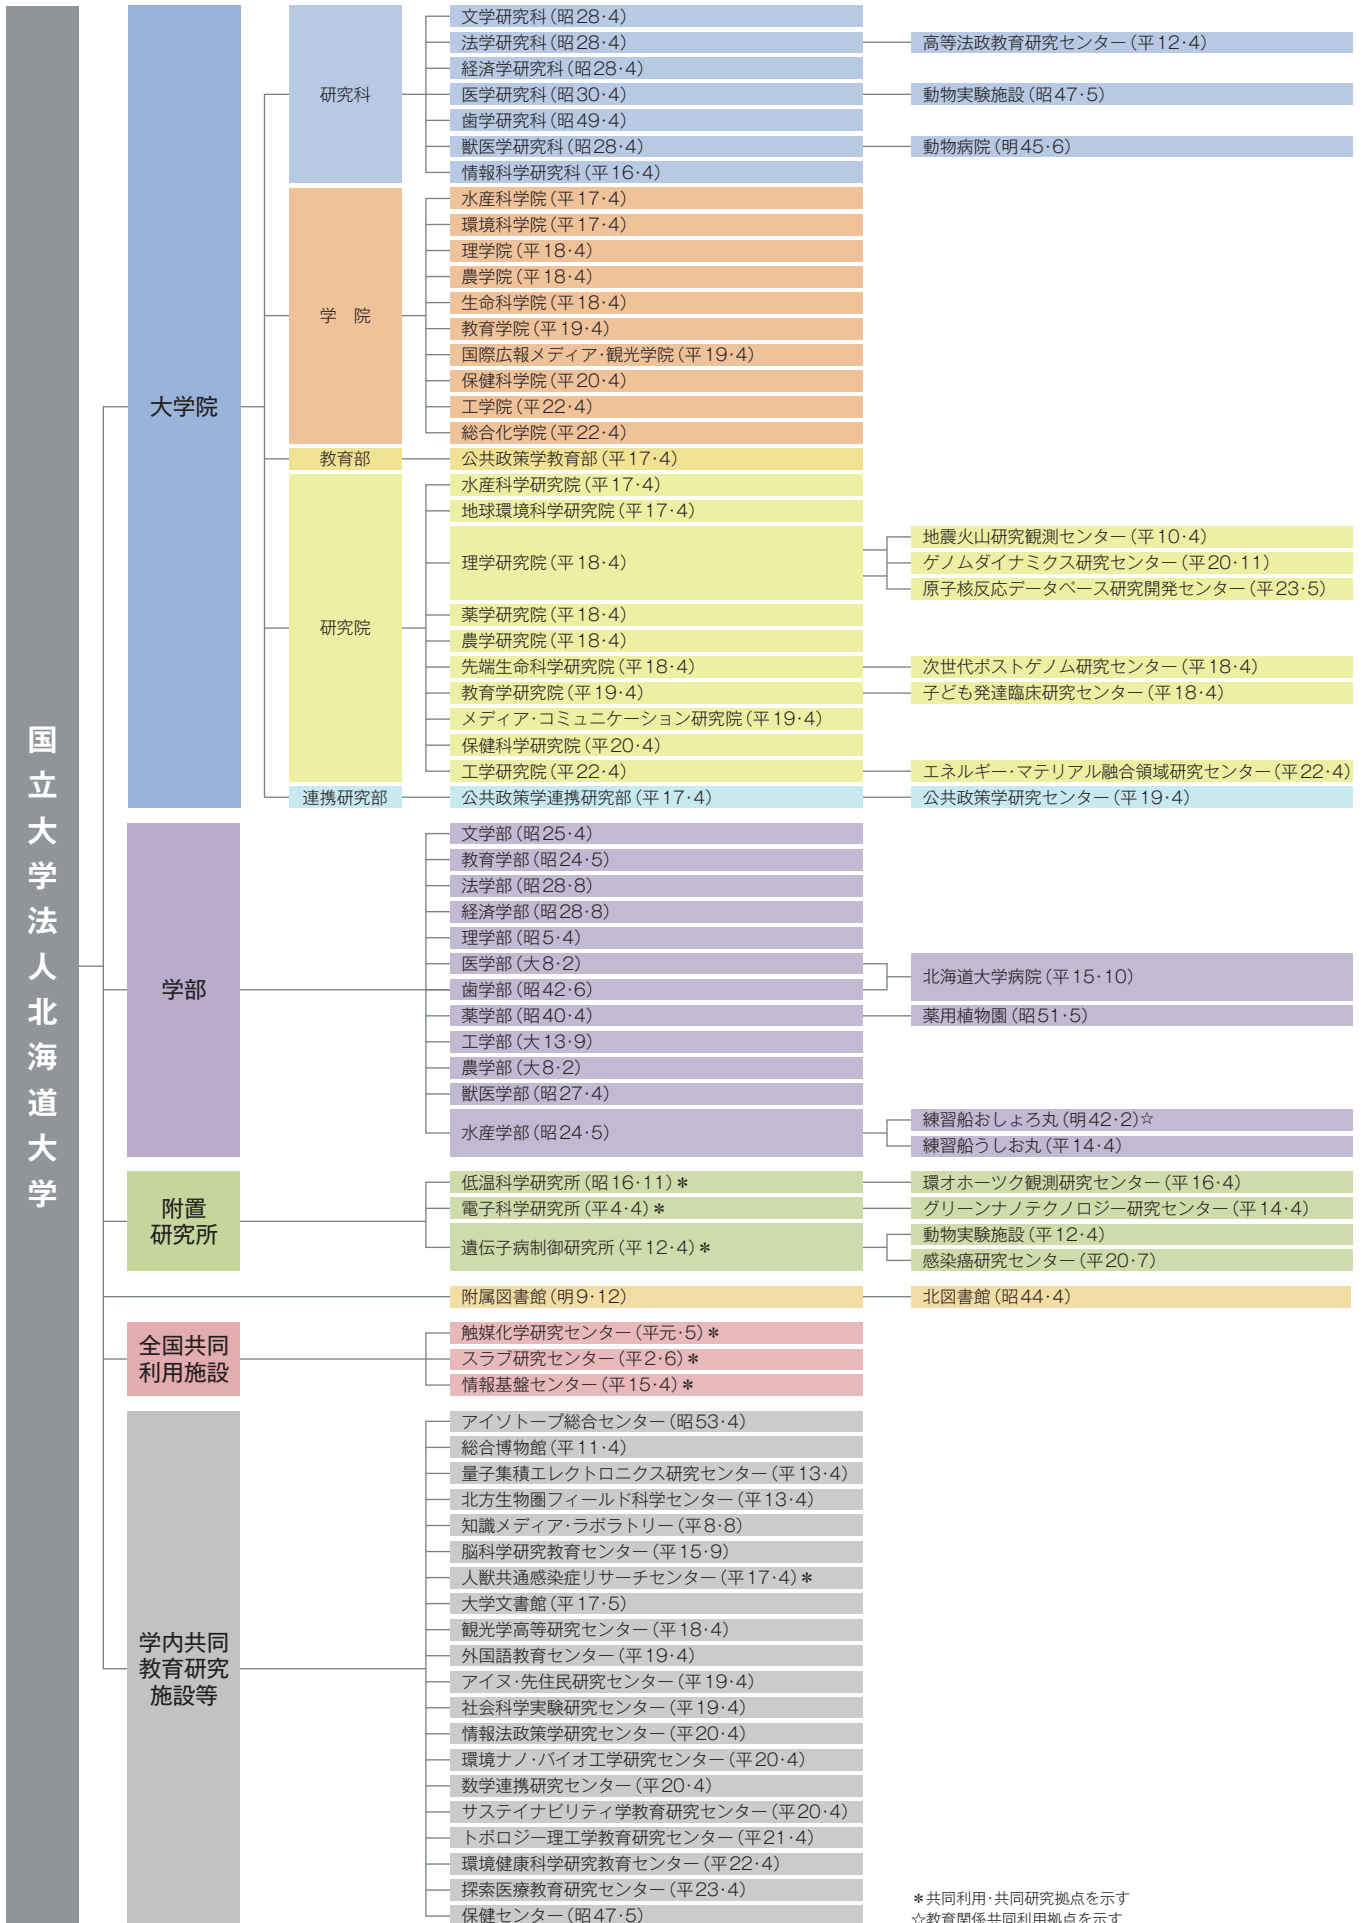 国立大学法人北海道大学
大学院
研究科
文学研究科(昭28・4)
法学研究科(昭28・4)
高等法政教育研究センター(平12・4)
経済学研究科(昭28・4)
医学研究科(昭30・4)
動物実験施設(昭47・5)
歯学研究科(昭49・4)
獣医学研究科(昭28・4)
動物病院(明45・6)
情報科学研究科(平16・4)
学 院
水産科学院(平17・4)
環境科学院(平17・4)
理学院(平18・4)
農学院(平18・4)
生命科学院(平18・4)
教育学院(平19・4)
国際広報メディア・観光学院(平19・4)
保健科学院(平20・4)
工学院(平22・4)
総合化学院(平22・4)
教育部
公共政策学教育部(平17・4)
研究院
水産科学研究院(平17・4)
地球環境科学研究院(平17・4)
理学研究院(平18・4)
地震火山研究観測センター(平10・4)
ゲノムダイナミクス研究センター(平20・11)
原子核反応データベース研究開発センター(平23・5)
薬学研究院(平18・4)
農学研究院(平18・4)
先端生命科学研究院(平18・4)
次世代ポストゲノム研究センター(平18・4)
教育学研究院(平19・4)
子ども発達臨床研究センター(平18・4)
メディア・コミュニケーション研究院(平19・4)
保健科学研究院(平20・4)
工学研究院(平22・4)
エネルギー・マテリアル融合領域研究センター(平22・4)
連携研究部
公共政策学連携研究部(平17・4)
公共政策学研究センター(平19・4)
学部
文学部(昭25・4)
教育学部(昭24・5)
法学部(昭28・8)
経済学部(昭28・8)
理学部(昭5・4)
医学部(大8・2)
歯学部(昭42・6)
北海道大学病院(平15・10)
薬学部(昭40・4)
薬用植物園(昭51・5)
工学部(大13・9)
農学部(大8・2)
獣医学部(昭27・4)
水産学部(昭24・5)
練習船おしょろ丸(明42・2)☆
練習船うしお丸(平14・4)
附置
研究所
低温科学研究所(昭16・11)＊
環オホーツク観測研究センター(平16・4)
電子科学研究所(平4・4)＊
グリーンナノテクノロジー研究センター(平14・4)
遺伝子病制御研究所(平12・4)＊
動物実験施設(平12・4)
感染癌研究センター(平20・7)
附属図書館(明9・12)
北図書館(昭44・4)
全国共同
利用施設
触媒化学研究センター(平元・5)＊
スラブ研究センター(平2・6)＊
情報基盤センター(平15・4)＊
学内共同
教育研究
施設等
アイソトープ総合センター(昭53・4)
総合博物館(平11・4)
量子集積エレクトロニクス研究センター(平13・4)
北方生物圏フィールド科学センター(平13・4)
知識メディア・ラボラトリー(平8・8)
脳科学研究教育センター(平15・9)
人獣共通感染症リサーチセンター(平17・4)＊
大学文書館(平17・5)
観光学高等研究センター(平18・4)
外国語教育センター(平19・4)
アイヌ・先住民研究センター(平19・4)
社会科学実験研究センター(平19・4)
情報法政策学研究センター(平20・4)
環境ナノ・バイオ工学研究センター(平20・4)
数学連携研究センター(平20・4)
サステイナビリティ学教育研究センター(平20・4)
トポロジー理工学教育研究センター(平21・4)
環境健康科学研究教育センター(平22・4)
探索医療教育研究センター(平23・4)
保健センター(昭47・5)
＊共同利用・共同研究拠点を示す
☆教育関係共同利用拠点を示す